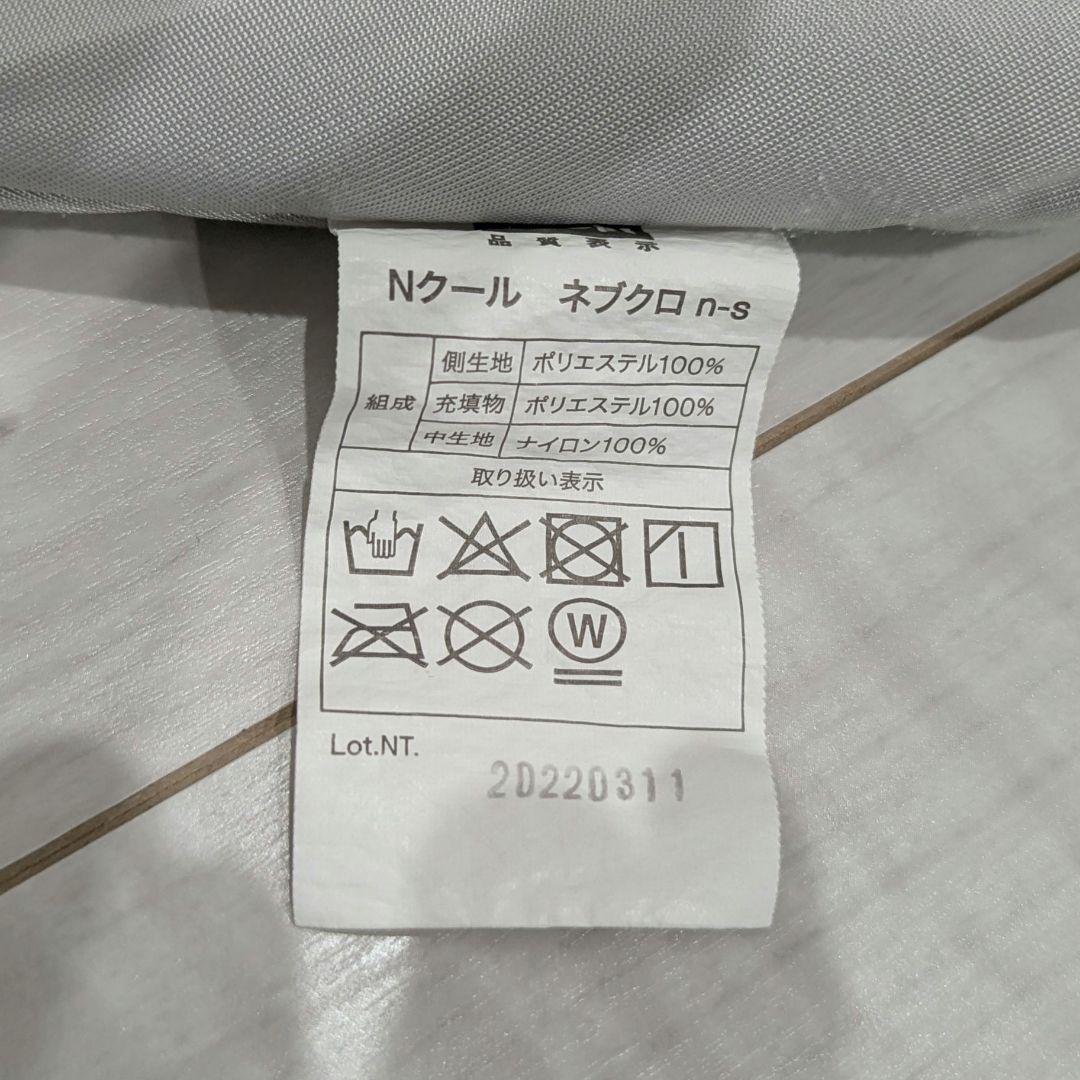 品質表示
Nクール ネブクロ n-s
組成
側生地 ポリエステル100%
充填物 ポリエステル100%
中生地 ナイロン100%
取り扱い表示
W
Lot.NT.
20220311